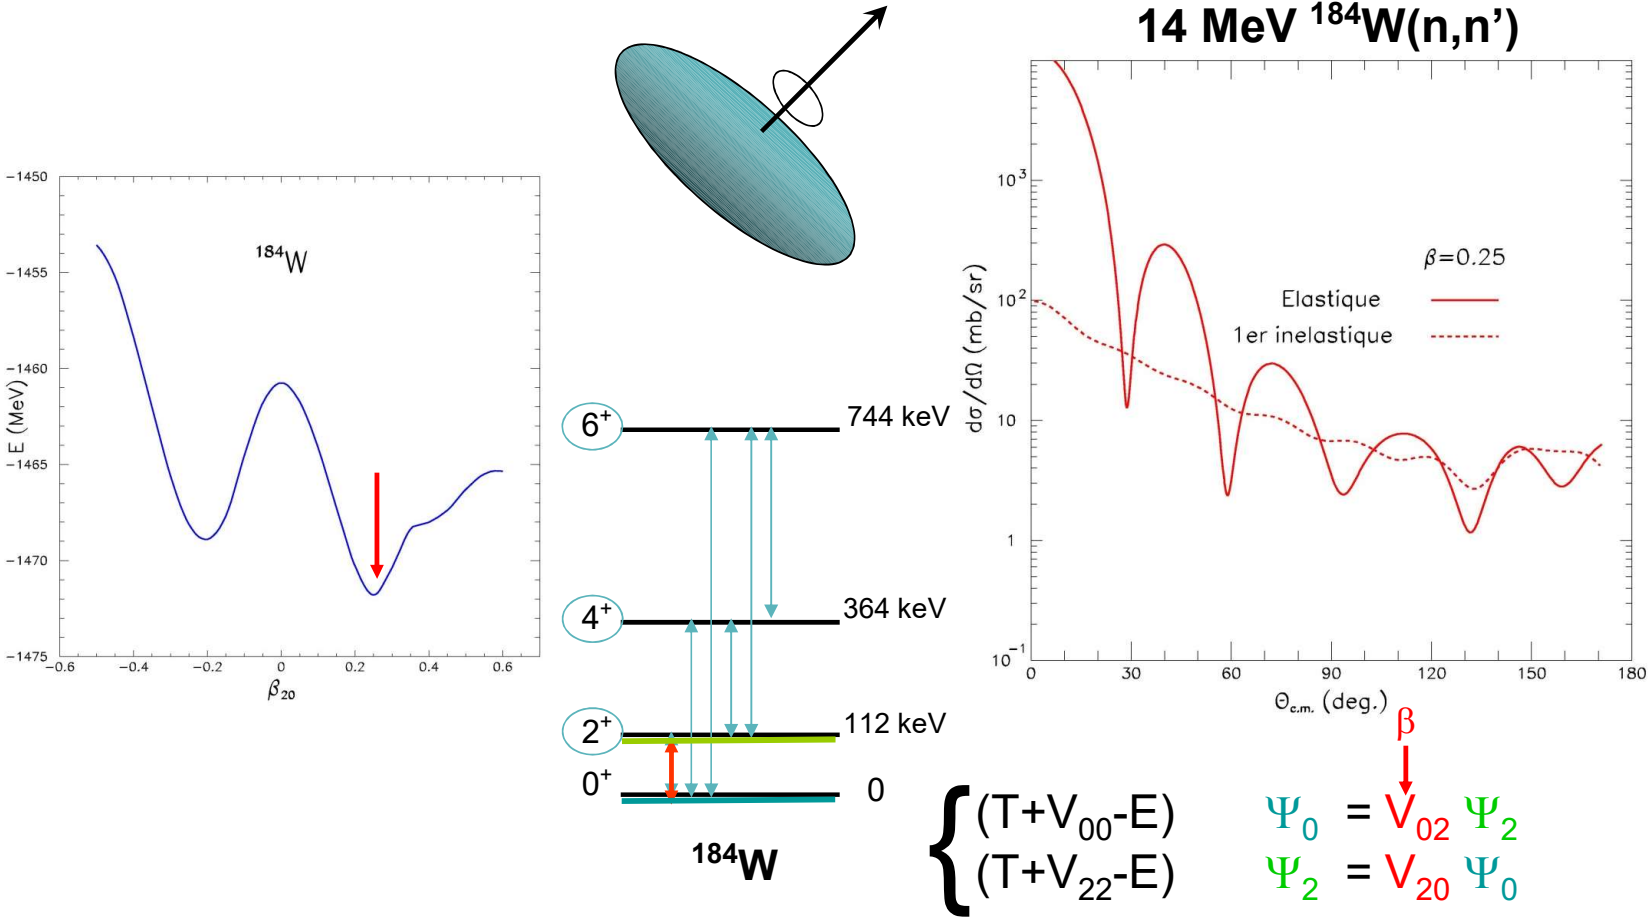 14 MeV ¹⁸⁴W(n,n’)
−1450
−1455
−1460
−1465
−1470
−1475
E (MeV)
¹⁸⁴W
−0.6
−0.4
−0.2
0
0.2
0.4
0.6
β₂₀
6⁺
744 keV
4⁺
364 keV
2⁺
112 keV
0⁺
0
¹⁸⁴W
dσ/dΩ (mb/sr)
10³
10²
10
1
10⁻¹
β=0.25
Elastique
1er inelastique
0
30
60
90
120
150
180
Θc.m. (deg.)
β
(T+V₀₀-E) Ψ₀ = V₀₂ Ψ₂
(T+V₂₂-E) Ψ₂ = V₂₀ Ψ₀